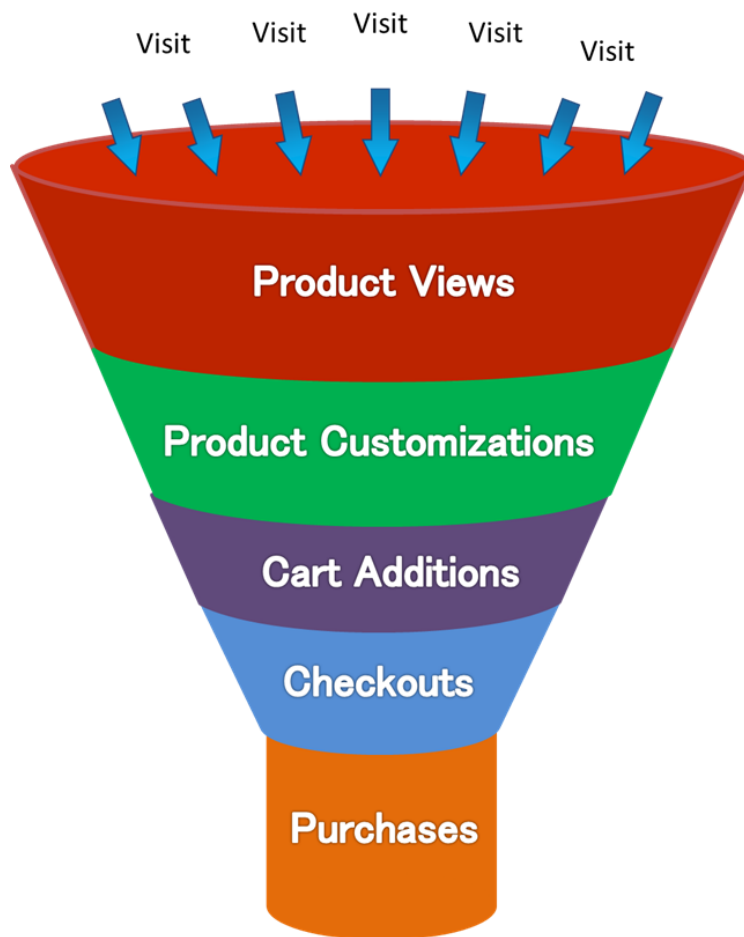 Visit
Visit
Visit
Visit
Visit
Product Views
Product Customizations
Cart Additions
Checkouts
Purchases